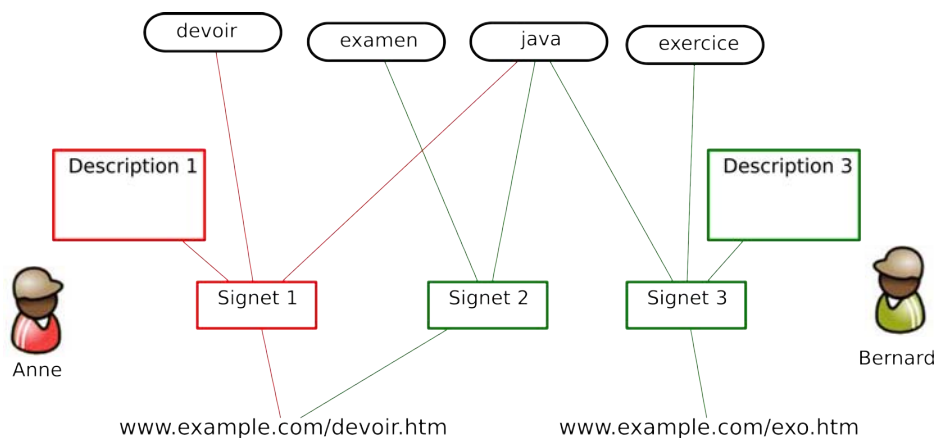 devoir
examen
java
exercice
Description 1
Description 3
Signet 1
Signet 2
Signet 3
Anne
Bernard
www.example.com/devoir.htm
www.example.com/exo.htm